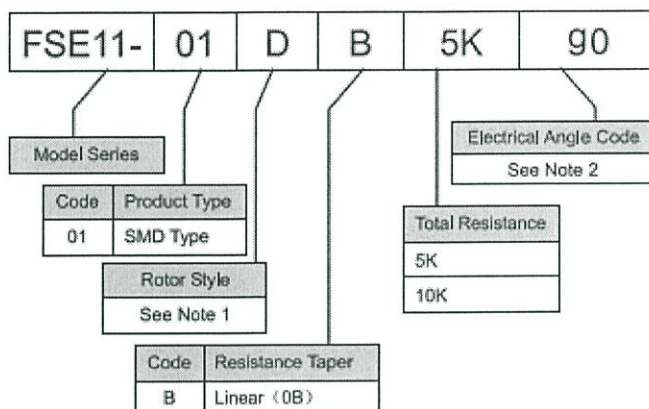 FSE11- 01 D B 5K g0
Model Series
Electrical Angle Code
See Note 2
Code Product Type
01 SMD Type
Total Resistance
5K
10K
Rotor Style
See Note 1
Code Resistance Taper
B Linear（0B）